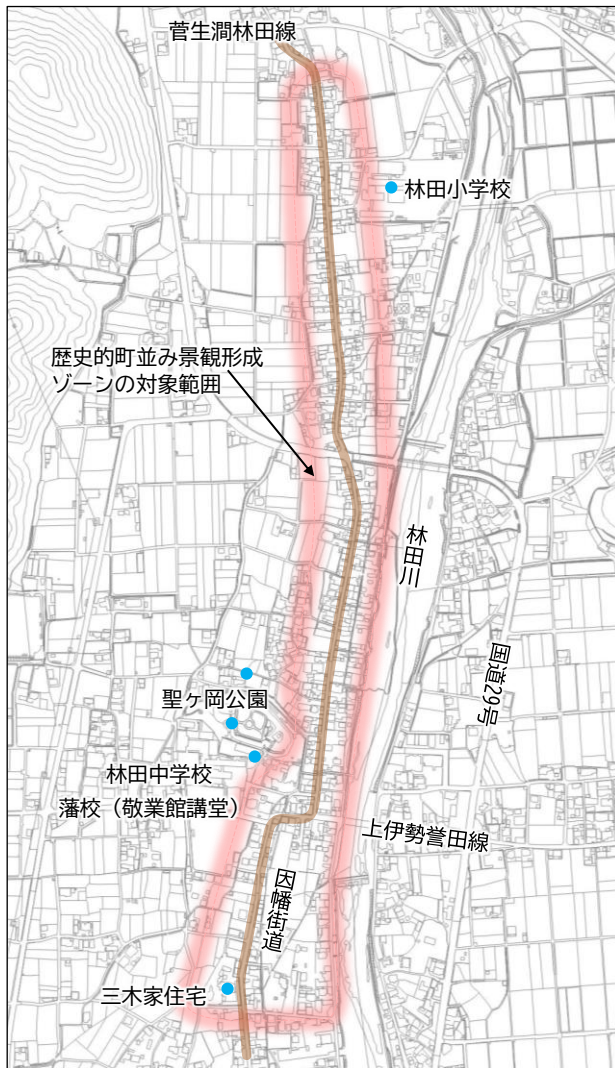 菅生澗林田線
林田小学校
歴史的町並み景観形成
ゾーンの対象範囲
林田川
国道29号
聖ヶ岡公園
林田中学校
藩校（敬業館講堂）
上伊勢誉田線
因幡街道
三木家住宅